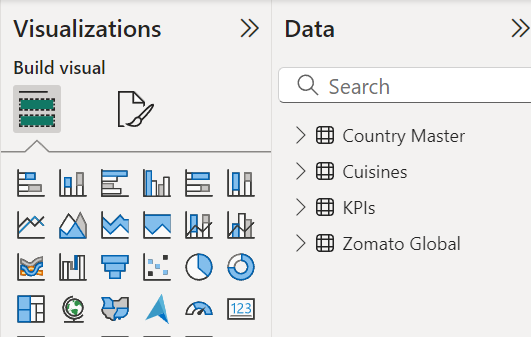 Visualizations
Build visual
123
Data
Search
Country Master
Cuisines
KPIs
Zomato Global